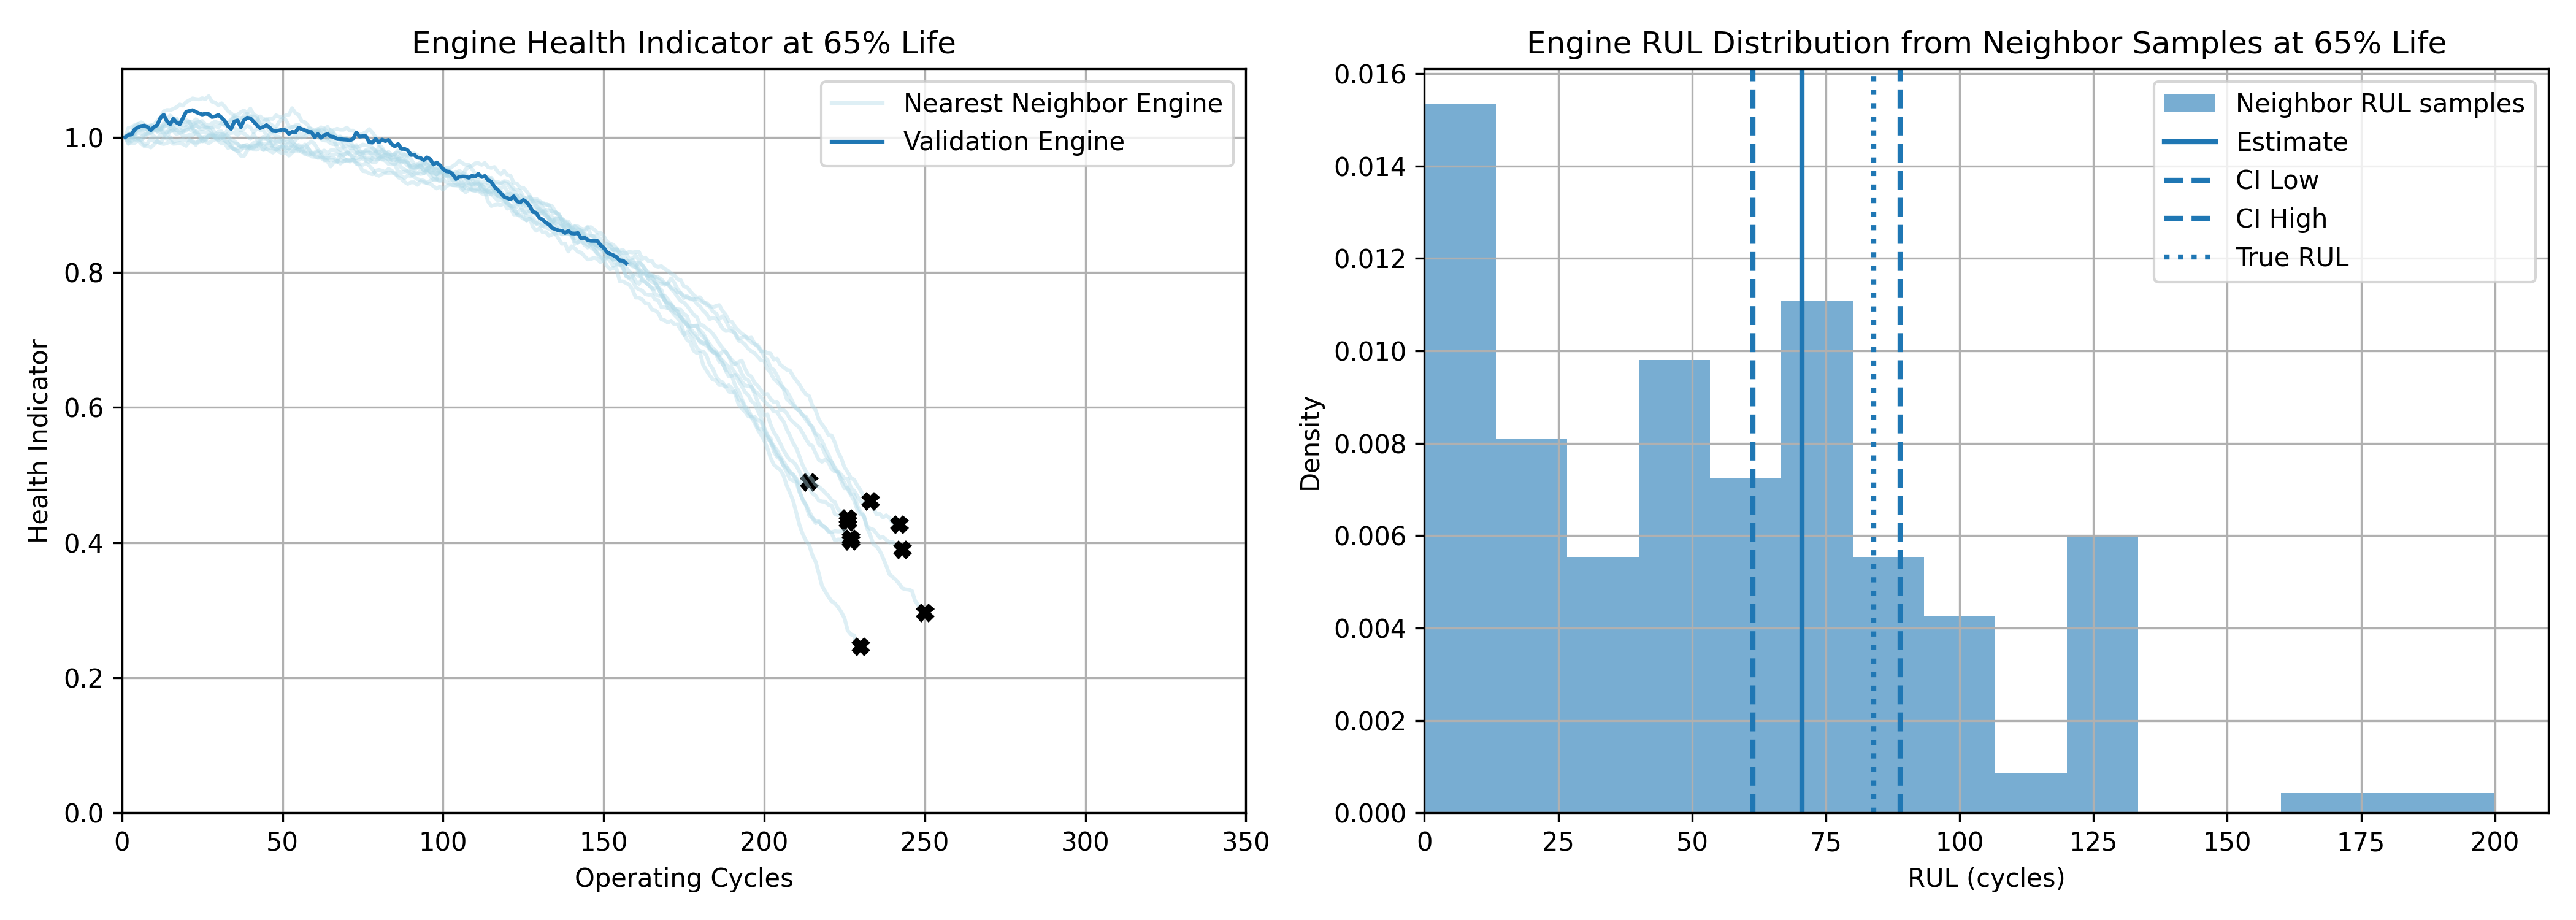 Engine Health Indicator at 65% Life
Nearest Neighbor Engine
Validation Engine
Health Indicator
1.0
0.8
0.6
0.4
0.2
0.0
0 50 100 150 200 250 300 350
Operating Cycles
Engine RUL Distribution from Neighbor Samples at 65% Life
Neighbor RUL samples
Estimate
CI Low
CI High
True RUL
Density
0.016
0.014
0.012
0.010
0.008
0.006
0.004
0.002
0.000
0 25 50 75 100 125 150 175 200
RUL (cycles)